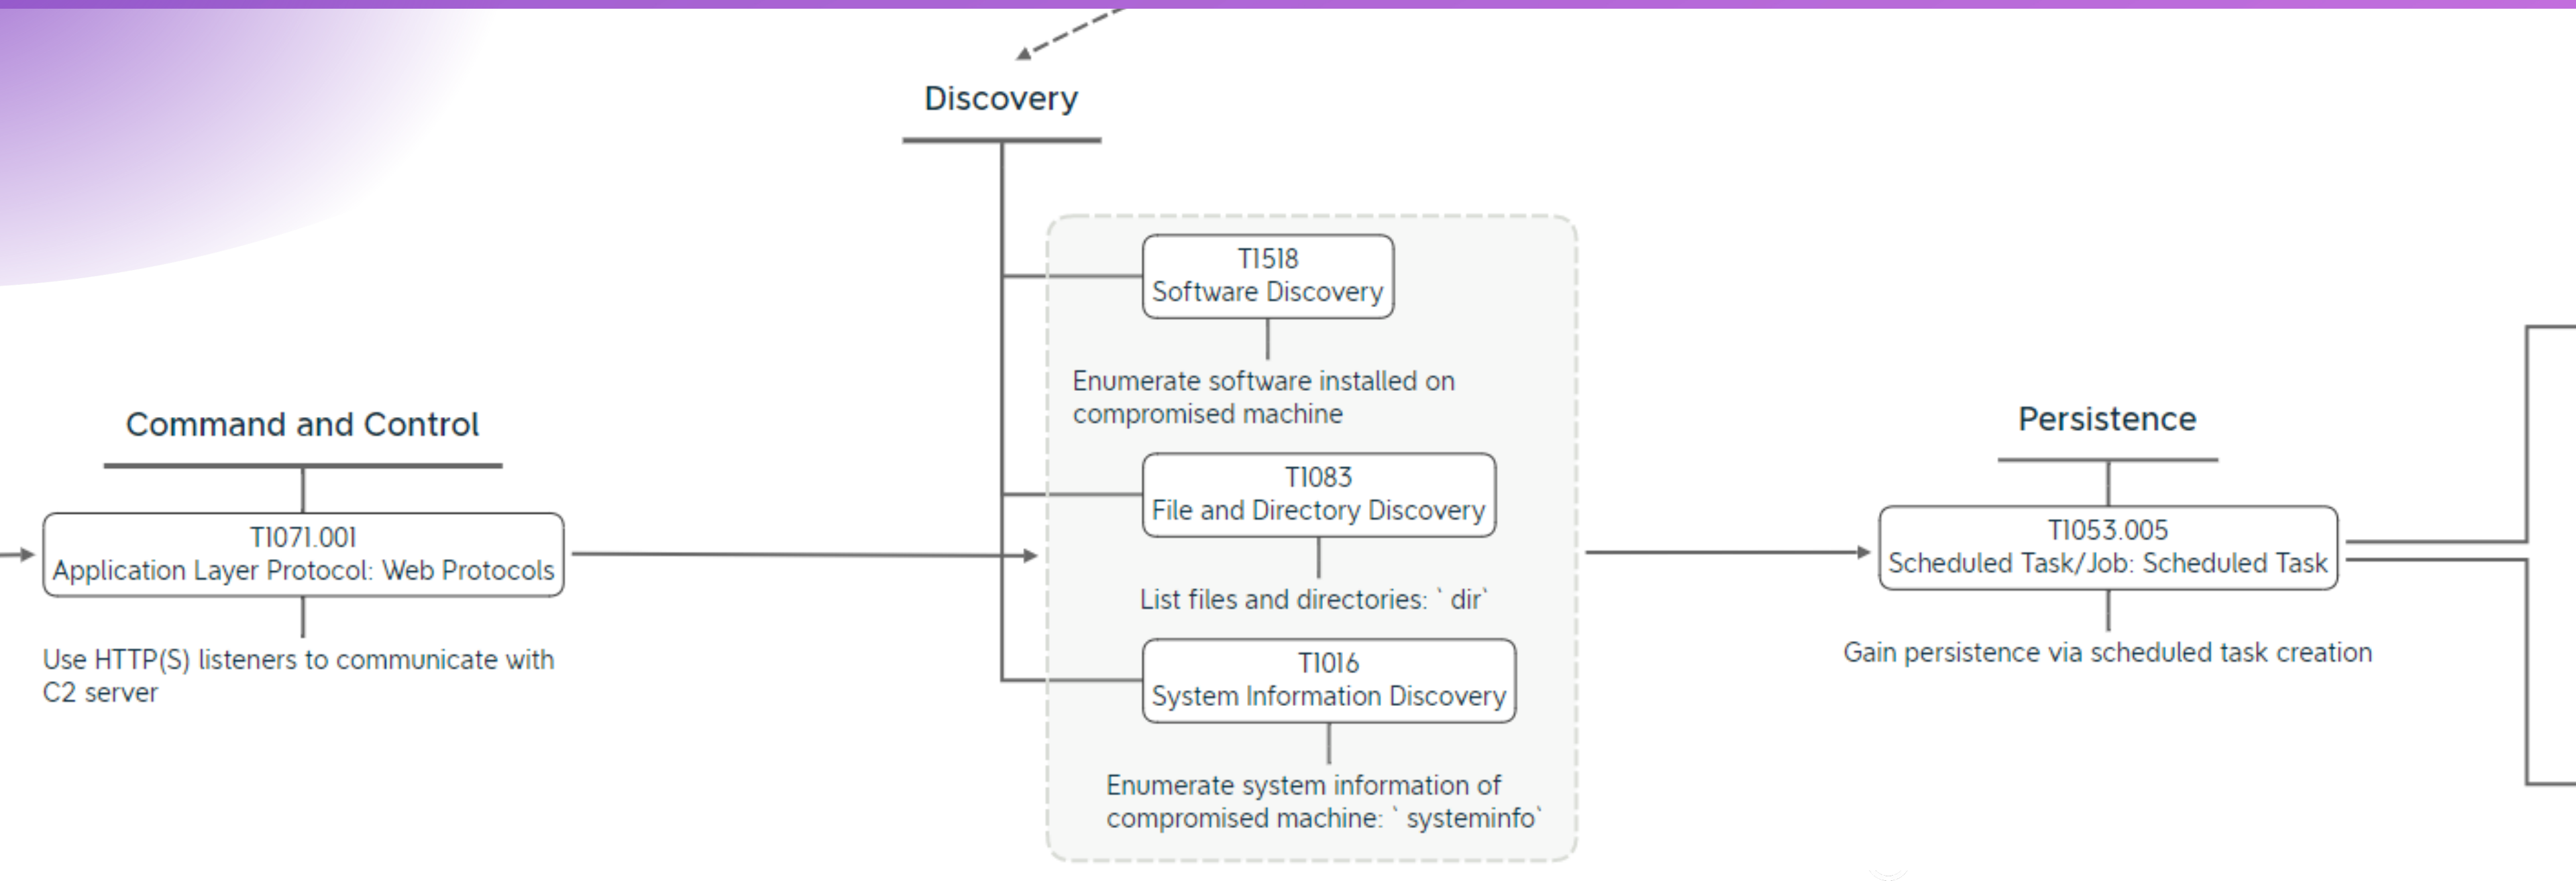 Discovery
T1518
Software Discovery
Enumerate software installed on
compromised machine
Command and Control
T1071.001
Application Layer Protocol: Web Protocols
Use HTTP(S) listeners to communicate with
C2 server
T1083
File and Directory Discovery
List files and directories: ` dir`
T1016
System Information Discovery
Enumerate system information of
compromised machine: ` systeminfo`
Persistence
T1053.005
Scheduled Task/Job: Scheduled Task
Gain persistence via scheduled task creation